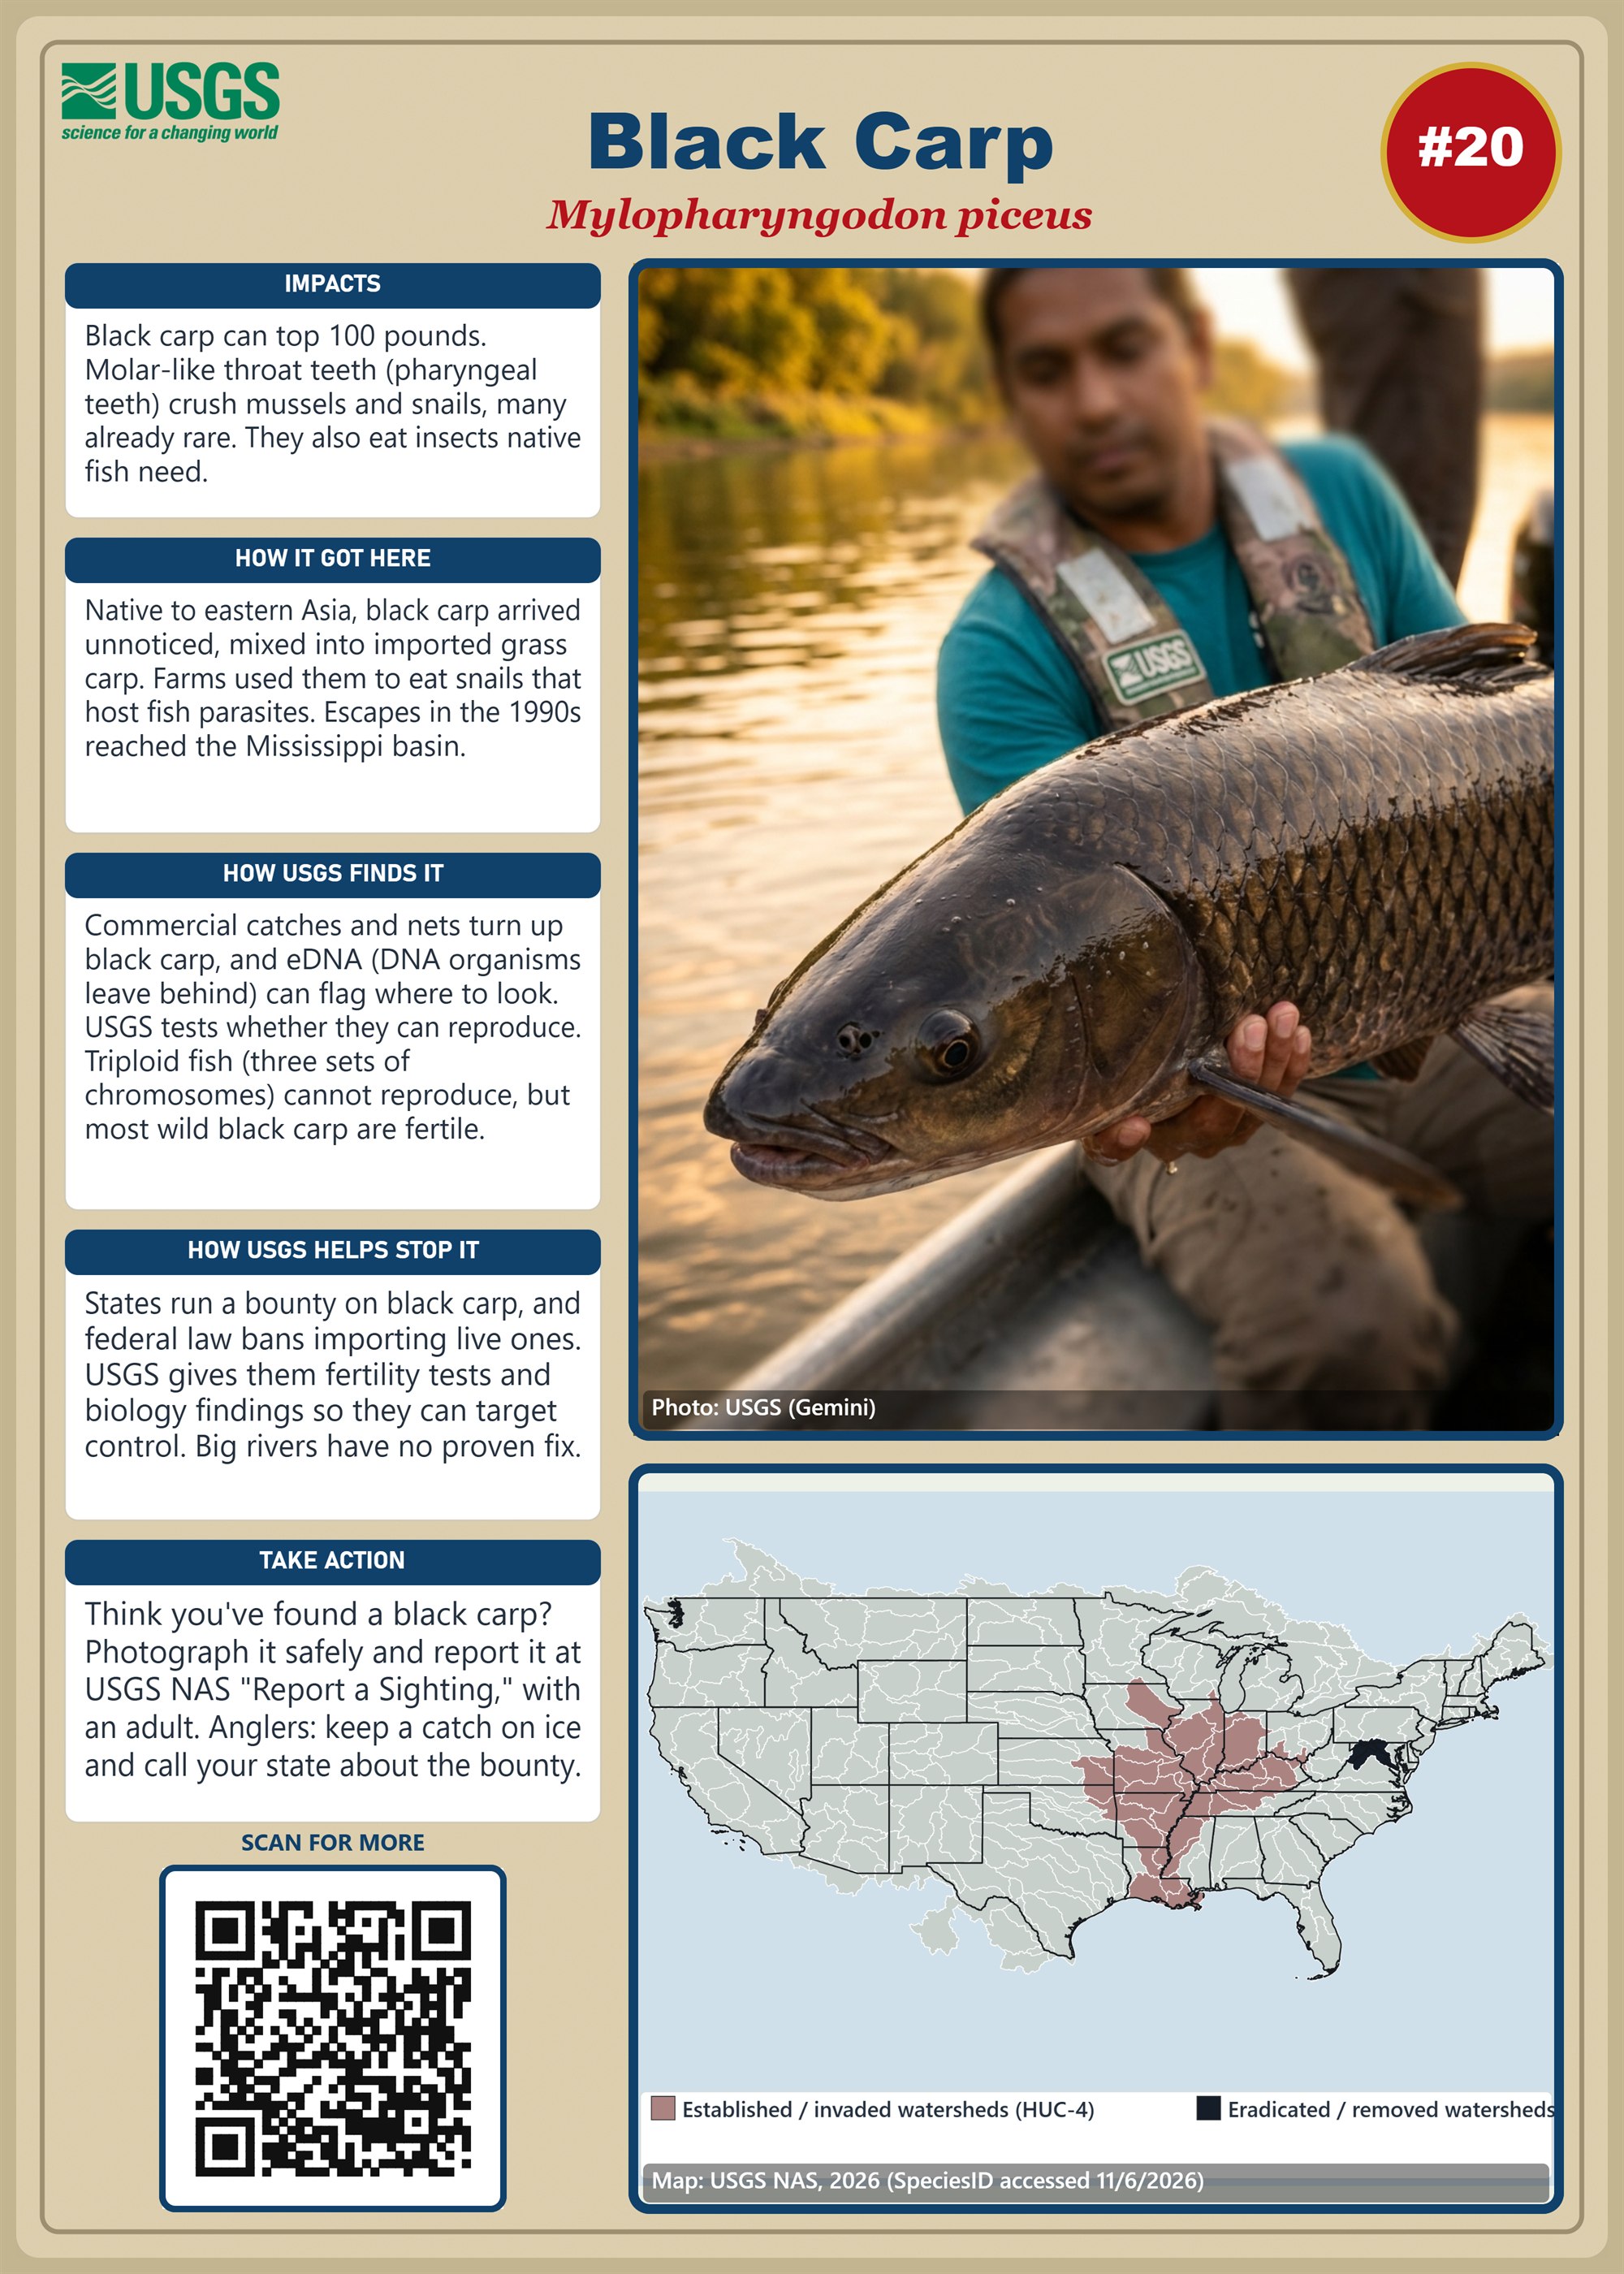 USGS
science for a changing world
Black Carp
Mylopharyngodon piceus
#20
IMPACTS
Black carp can top 100 pounds.
Molar-like throat teeth (pharyngeal
teeth) crush mussels and snails, many
already rare. They also eat insects native
fish need.
HOW IT GOT HERE
Native to eastern Asia, black carp arrived
unnoticed, mixed into imported grass
carp. Farms used them to eat snails that
host fish parasites. Escapes in the 1990s
reached the Mississippi basin.
HOW USGS FINDS IT
Commercial catches and nets turn up
black carp, and eDNA (DNA organisms
leave behind) can flag where to look.
USGS tests whether they can reproduce.
Triploid fish (three sets of
chromosomes) cannot reproduce, but
most wild black carp are fertile.
HOW USGS HELPS STOP IT
States run a bounty on black carp, and
federal law bans importing live ones.
USGS gives them fertility tests and
biology findings so they can target
control. Big rivers have no proven fix.
TAKE ACTION
Think you've found a black carp?
Photograph it safely and report it at
USGS NAS "Report a Sighting," with
an adult. Anglers: keep a catch on ice
and call your state about the bounty.
SCAN FOR MORE
USGS
Photo: USGS (Gemini)
Established / invaded watersheds (HUC-4)
Eradicated / removed watersheds
Map: USGS NAS, 2026 (SpeciesID accessed 11/6/2026)